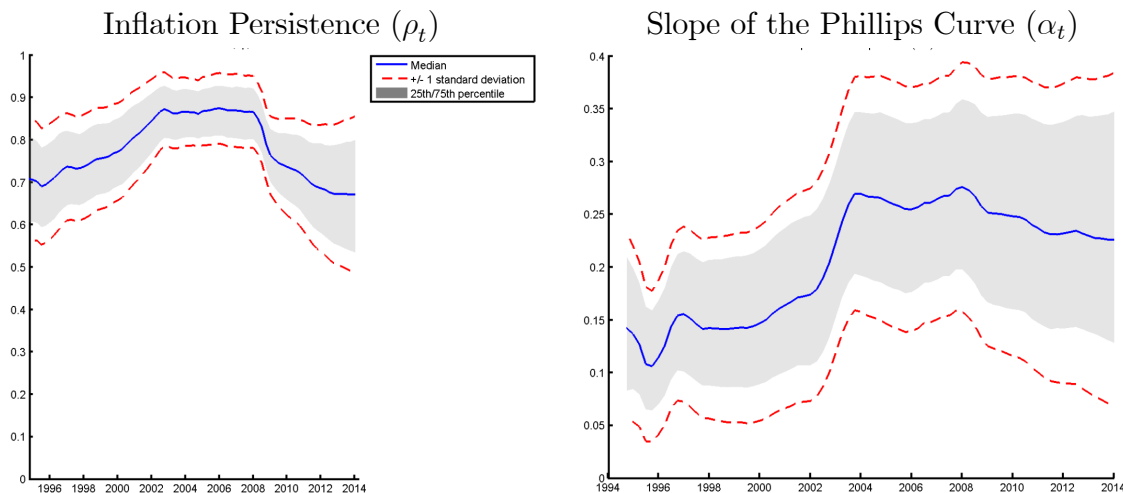 Inflation Persistence (ρt)
1
0.9
0.8
0.7
0.6
0.5
0.4
0.3
0.2
0.1
0
1996 1998 2000 2002 2004 2006 2008 2010 2012 2014
Median
+/- 1 standard deviation
25th/75th percentile
Slope of the Phillips Curve (αt)
0.4
0.35
0.3
0.25
0.2
0.15
0.1
0.05
0
1994 1996 1998 2000 2002 2004 2006 2008 2010 2012 2014